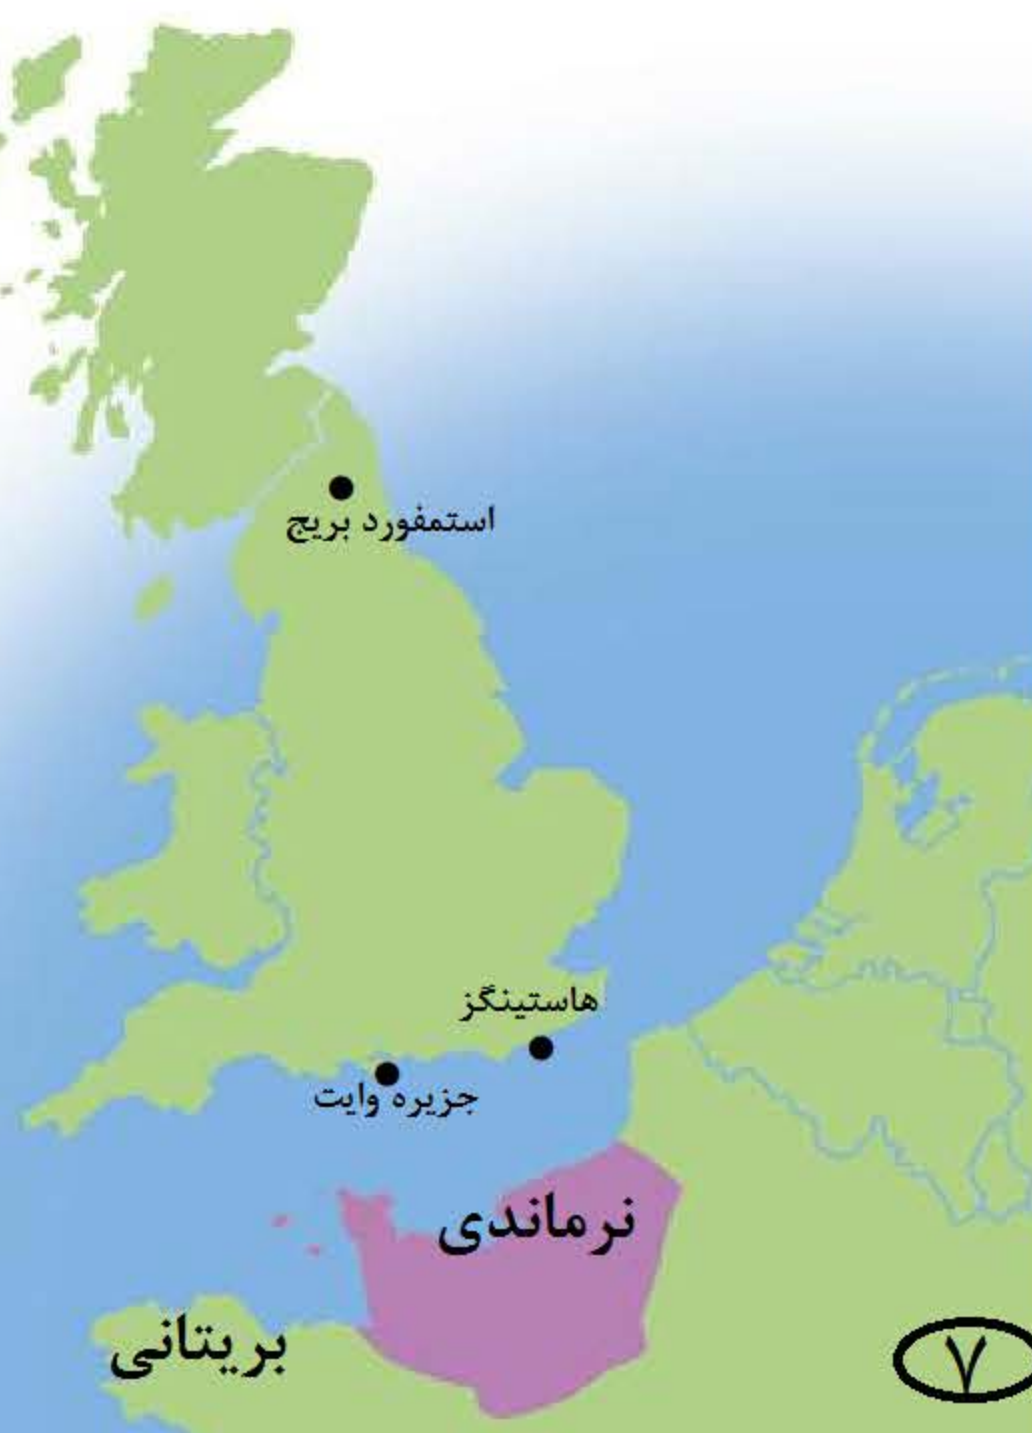 استمفورد بریج
هاستینگز
جزیره وایت
نرماندی
بریتانی
۷